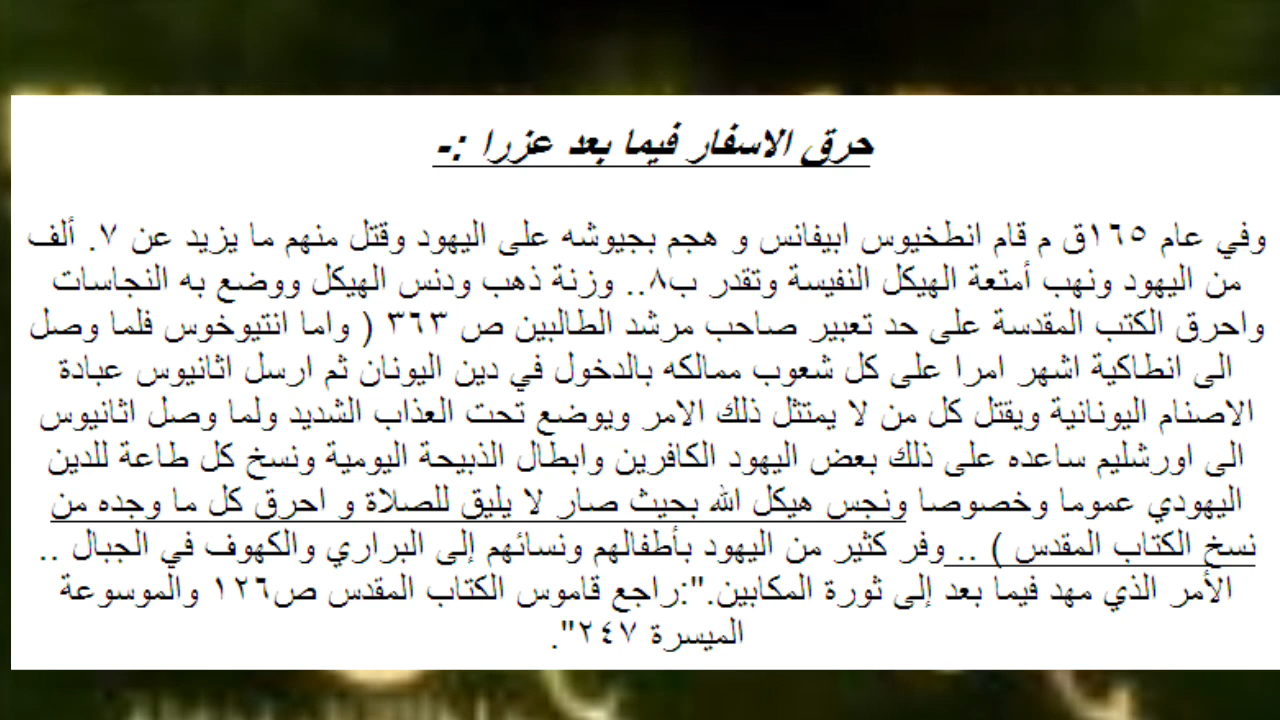 حرق الاسفار فيما بعد عزرا :-
وفي عام ١٦٥ق م قام انطخيوس ابيفانس و هجم بجيوشه على اليهود وقتل منهم ما يزيد عن ٧. ألف
من اليهود ونهب أمتعة الهيكل النفيسة وتقدر ب٨.. وزنة ذهب ودنس الهيكل ووضع به النجاسات
واحرق الكتب المقدسة على حد تعبير صاحب مرشد الطالبين ص ٣٦٣ ( واما انتيوخوس فلما وصل
الى انطاكية اشهر امرا على كل شعوب ممالكه بالدخول في دين اليونان ثم ارسل اثانيوس عبادة
الاصنام اليونانية ويقتل كل من لا يمتثل ذلك الامر ويوضع تحت العذاب الشديد ولما وصل اثانيوس
الى اورشليم ساعده على ذلك بعض اليهود الكافرين وابطال الذبيحة اليومية ونسخ كل طاعة للدين
اليهودي عموما وخصوصا ونجس هيكل الله بحيث صار لا يليق للصلاة و احرق كل ما وجده من
نسخ الكتاب المقدس ) .. وفر كثير من اليهود بأطفالهم ونسائهم إلى البراري والكهوف في الجبال ..
الأمر الذي مهد فيما بعد إلى ثورة المكابين.":راجع قاموس الكتاب المقدس ص١٢٦ والموسوعة
الميسرة ٢٤٧".